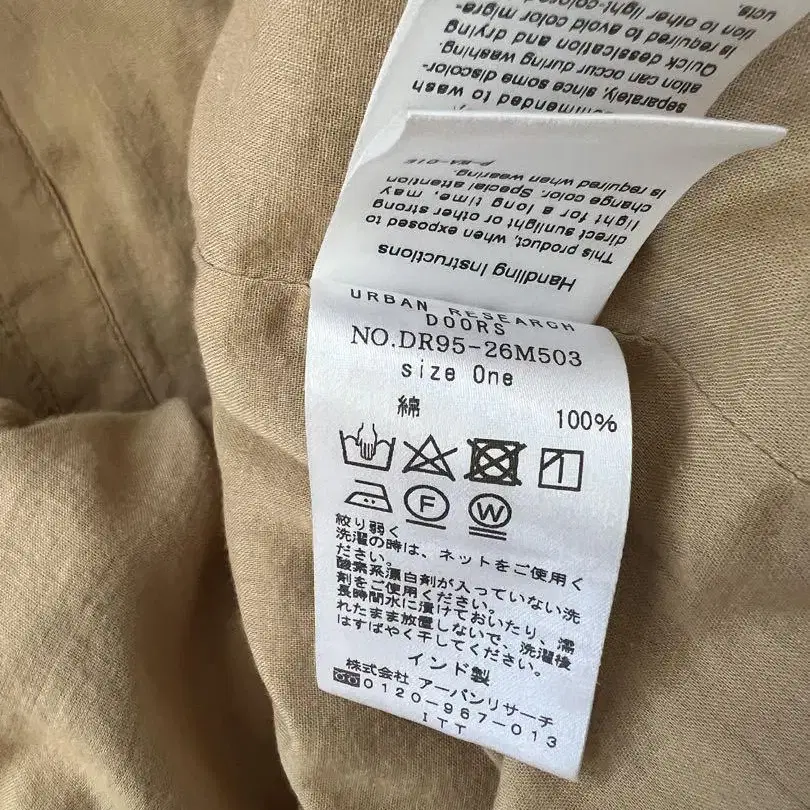 ucts.
tion to other light-colored
is required to avoid color migra-
Quick dessication and drying
ation can occur during washing.
separately, since some discolor-
ommended to wash
is required when wearing.
change color. Special attention
light for a long time, may
direct sunlight or other strong
This product, when exposed to
Handling Instructions
URBAN RESEARCH
DOORS
NO.DR95-26M503
size One
綿 100%
F W
絞り弱く
洗濯の時は、ネットをご使用く
ださい。
酸素系漂白剤が入っていない洗
剤をご使用ください。
長時間水に漬けておいたり、濡
れたまま放置しないで、洗濯後
はすばやく干してください。
インド製
株式会社 アーバンリサーチ
0120-967-013
ITT